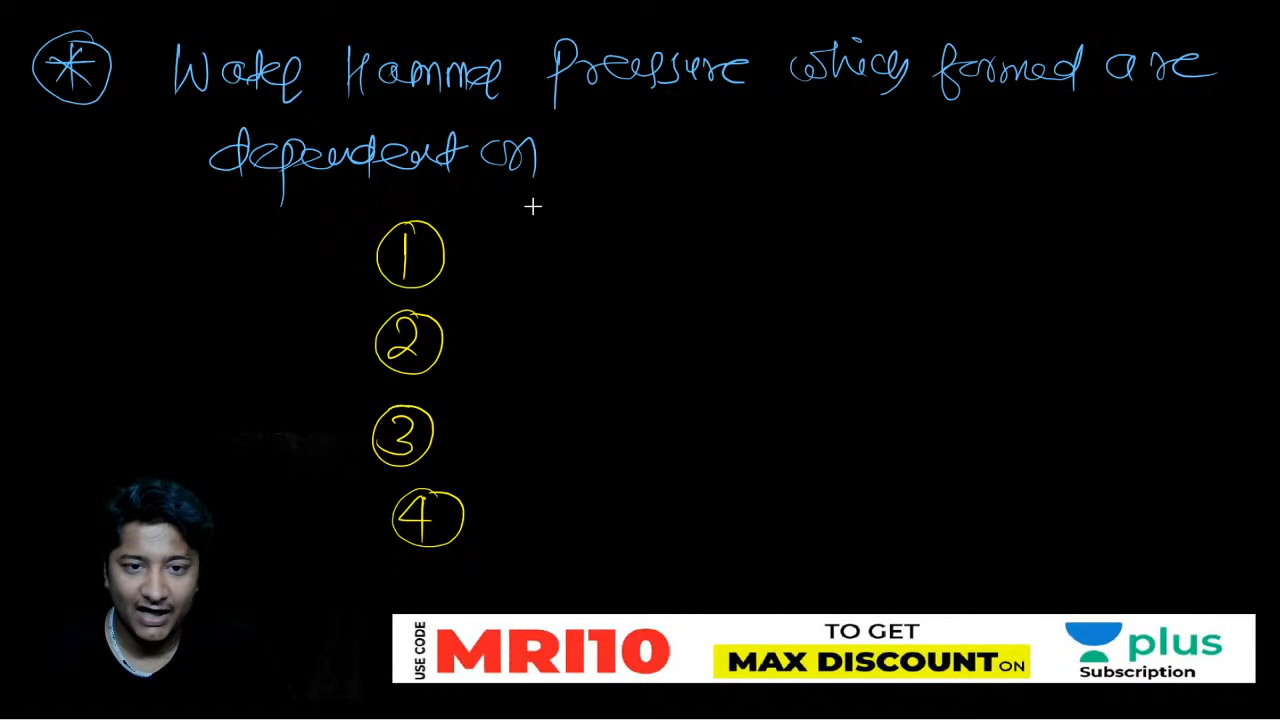 * Water Hammer Pressure which formed are
dependent on
1
2
3
4
USE CODE MRI10 TO GET MAX DISCOUNT ON plus Subscription